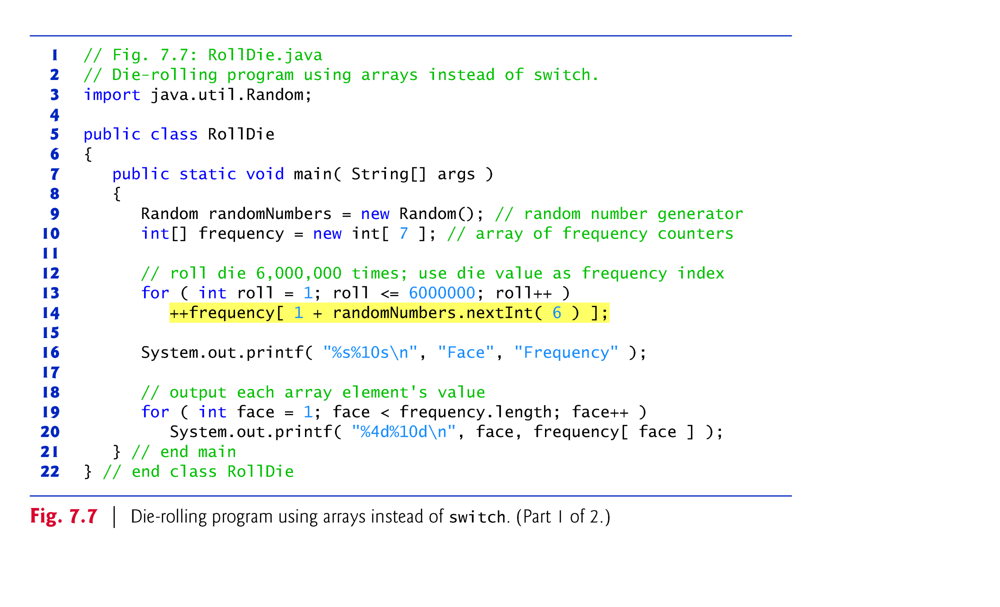 1 // Fig. 7.7: RollDie.java
2 // Die-rolling program using arrays instead of switch.
3 import java.util.Random;
4
5 public class RollDie
6 {
7    public static void main( String[] args )
8    {
9       Random randomNumbers = new Random(); // random number generator
10       int[] frequency = new int[ 7 ]; // array of frequency counters
11
12       // roll die 6,000,000 times; use die value as frequency index
13       for ( int roll = 1; roll <= 6000000; roll++ )
14          ++frequency[ 1 + randomNumbers.nextInt( 6 ) ];
15
16       System.out.printf( "%s%10s\n", "Face", "Frequency" );
17
18       // output each array element's value
19       for ( int face = 1; face < frequency.length; face++ )
20          System.out.printf( "%4d%10d\n", face, frequency[ face ] );
21    } // end main
22 } // end class RollDie
Fig. 7.7 | Die-rolling program using arrays instead of switch. (Part 1 of 2.)